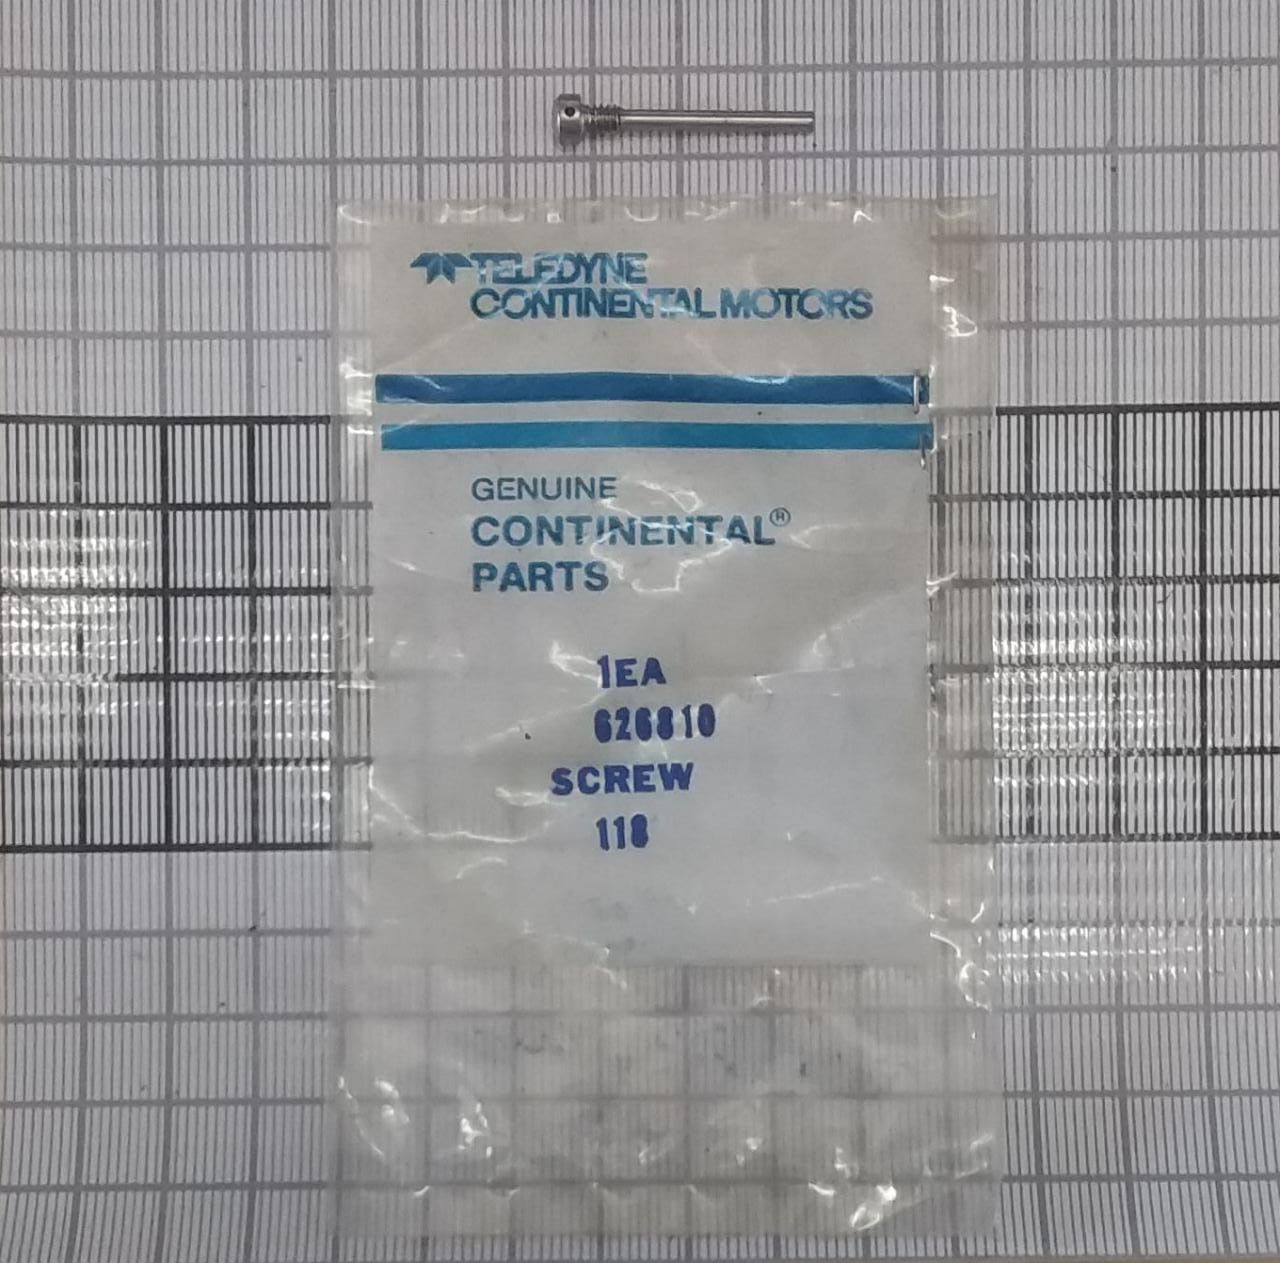 TELEDYNE
CONTINENTAL MOTORS
GENUINE
CONTINENTAL®
PARTS
1EA
626810
SCREW
118